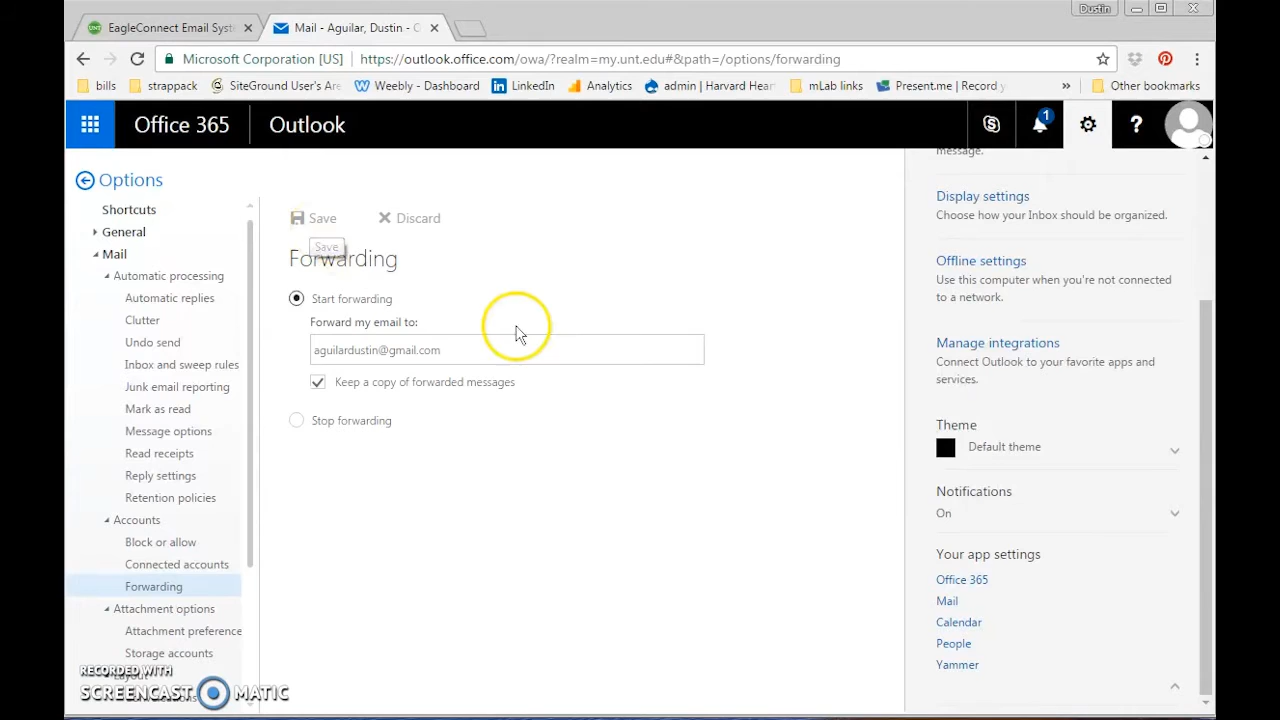 Dustin
EagleConnect Email Syst
Mail - Aguilar, Dustin - O
Microsoft Corporation [US]
https://outlook.office.com/owa/?realm=my.unt.edu#&path=/options/forwarding
bills
strappack
SiteGround User's Are
Weebly - Dashboard
LinkedIn
Analytics
admin | Harvard Hear
mLab links
Present.me | Record y
»
Other bookmarks
Office 365
Outlook
1
?
Options
Shortcuts
General
Mail
Automatic processing
Automatic replies
Clutter
Undo send
Inbox and sweep rules
Junk email reporting
Mark as read
Message options
Read receipts
Reply settings
Retention policies
Accounts
Block or allow
Connected accounts
Forwarding
Attachment options
Attachment preference
Storage accounts
Save
Discard
Save
Forwarding
Start forwarding
Forward my email to:
aguilardustin@gmail.com
Keep a copy of forwarded messages
Stop forwarding
message.
Display settings
Choose how your Inbox should be organized.
Offline settings
Use this computer when you're not connected
to a network.
Manage integrations
Connect Outlook to your favorite apps and
services.
Theme
Default theme
Notifications
On
Your app settings
Office 365
Mail
Calendar
People
Yammer
RECORDED WITH
SCREENCAST MATIC